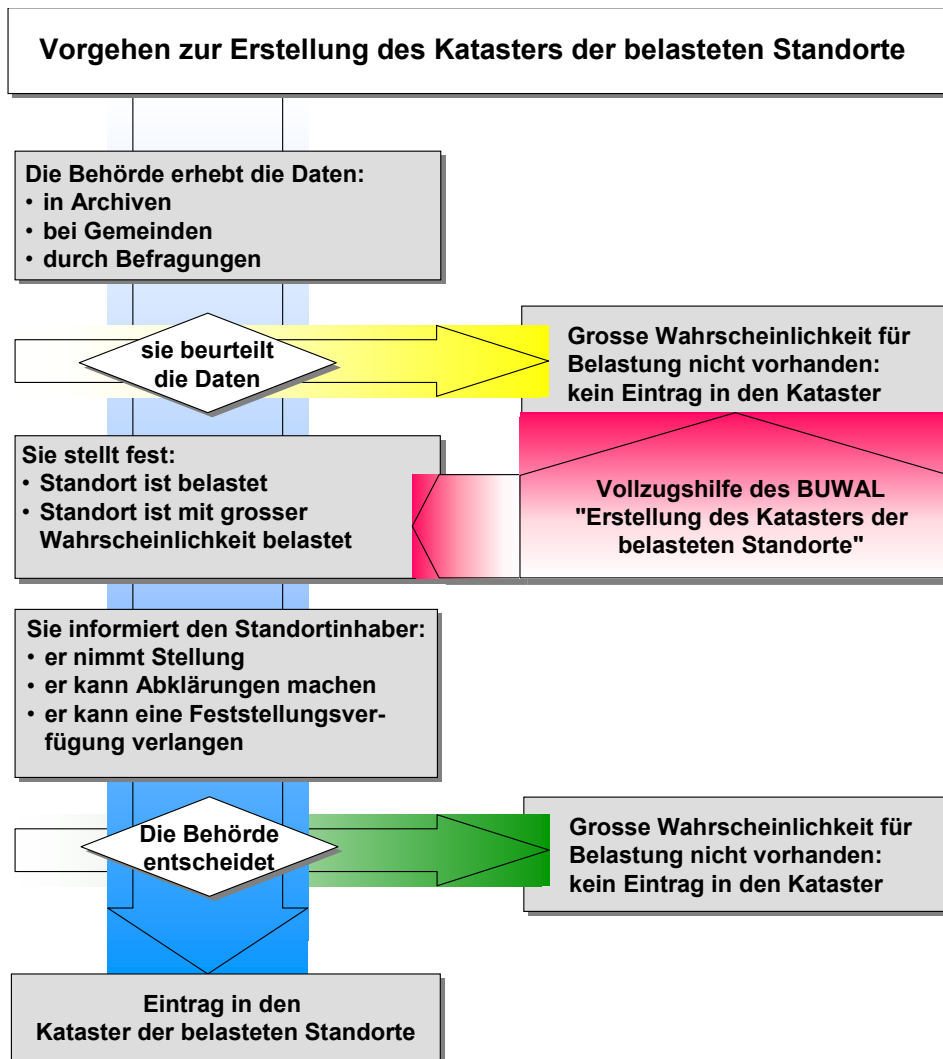 Vorgehen zur Erstellung des Katasters der belasteten Standorte
Die Behörde erhebt die Daten:
• in Archiven
• bei Gemeinden
• durch Befragungen
sie beurteilt
die Daten
Grosse Wahrscheinlichkeit für
Belastung nicht vorhanden:
kein Eintrag in den Kataster
Sie stellt fest:
• Standort ist belastet
• Standort ist mit grosser
Wahrscheinlichkeit belastet
Vollzugshilfe des BUWAL
"Erstellung des Katasters der
belasteten Standorte"
Sie informiert den Standortinhaber:
• er nimmt Stellung
• er kann Abklärungen machen
• er kann eine Feststellungsver-
fügung verlangen
Die Behörde
entscheidet
Grosse Wahrscheinlichkeit für
Belastung nicht vorhanden:
kein Eintrag in den Kataster
Eintrag in den
Kataster der belasteten Standorte